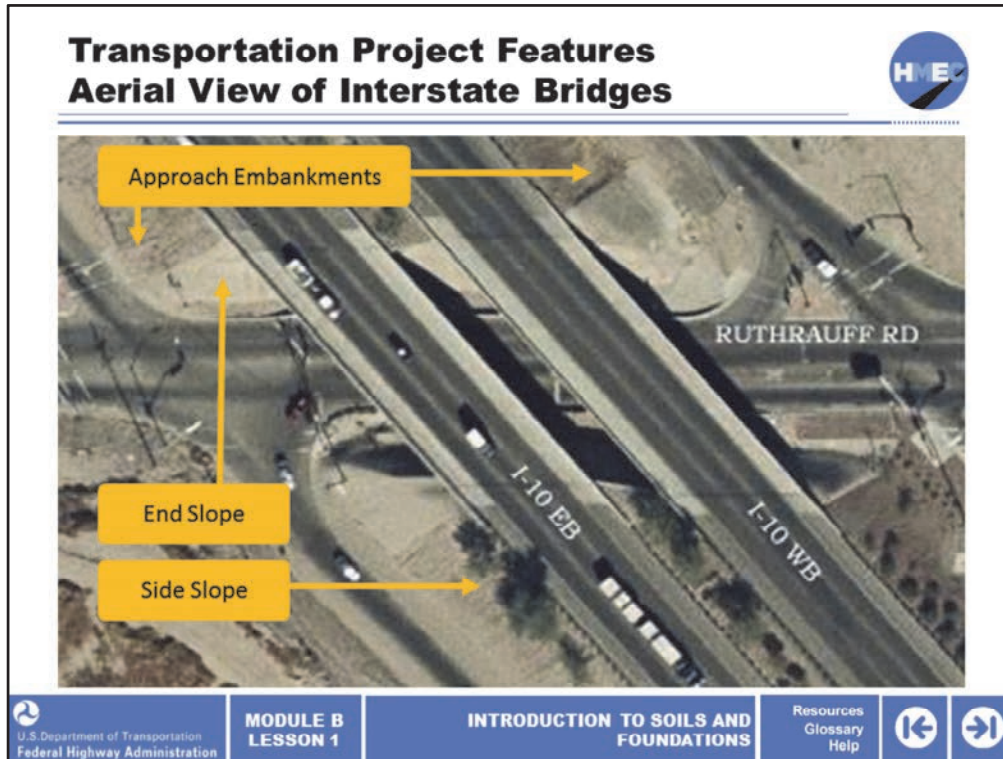 Transportation Project Features
Aerial View of Interstate Bridges
HMEC
Approach Embankments
RUTHRAUFF RD
End Slope
I-10 EB
I-10 WB
Side Slope
U.S.Department of Transportation
Federal Highway Administration
MODULE B
LESSON 1
INTRODUCTION TO SOILS AND
FOUNDATIONS
Resources
Glossary
Help